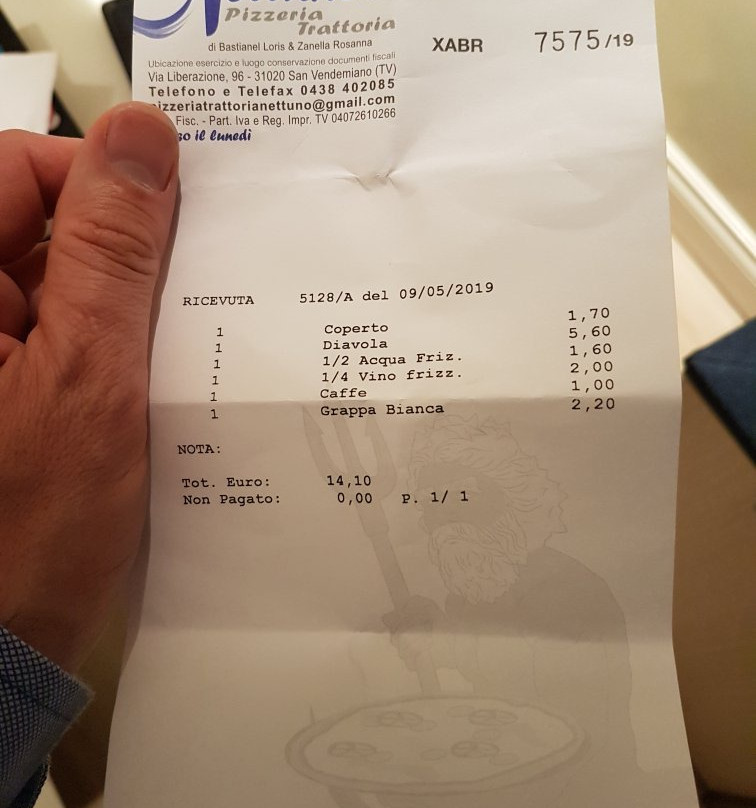 Pizzeria
Trattoria
di Bastianel Loris & Zanella Rosanna
Ubicazione esercizio e luogo conservazione documenti fiscali
Via Liberazione, 96 - 31020 San Vendemiano (TV)
Telefono e Telefax 0438 402085
pizzeriatrattorianettuno@gmail.com
Fisc. - Part. Iva e Reg. Impr. TV 04072610266
il lunedì
XABR 7575/19
RICEVUTA 5128/A del 09/05/2019
1 Coperto 1,70
1 Diavola 5,60
1 1/2 Acqua Friz. 1,60
1 1/4 Vino frizz. 2,00
1 Caffe 1,00
1 Grappa Bianca 2,20
NOTA:
Tot. Euro: 14,10
Non Pagato: 0,00 P. 1/ 1